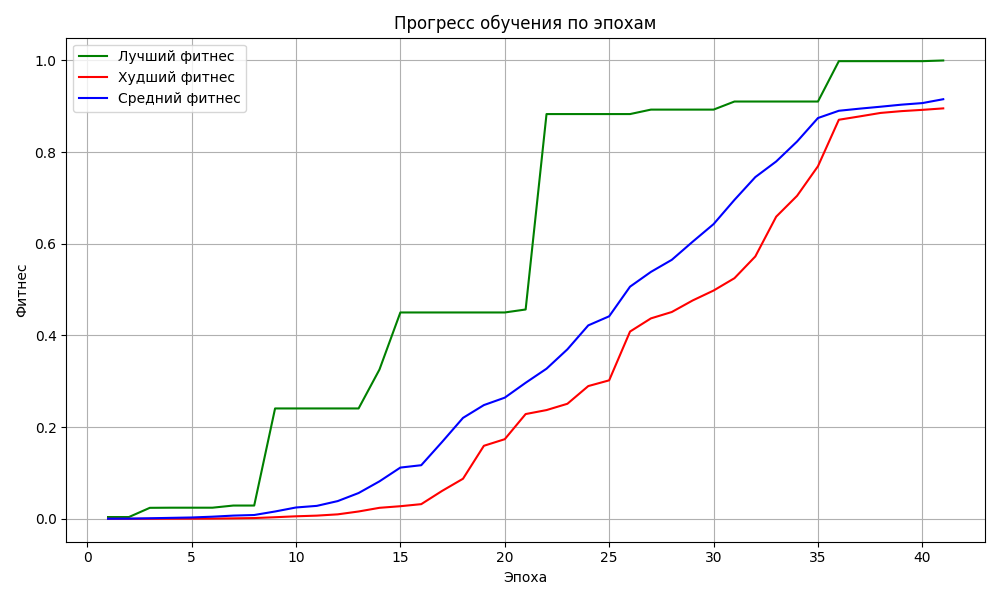 Прогресс обучения по эпохам
Лучший фитнес
Худший фитнес
Средний фитнес
Фитнес
1.0
0.8
0.6
0.4
0.2
0.0
0 5 10 15 20 25 30 35 40
Эпоха